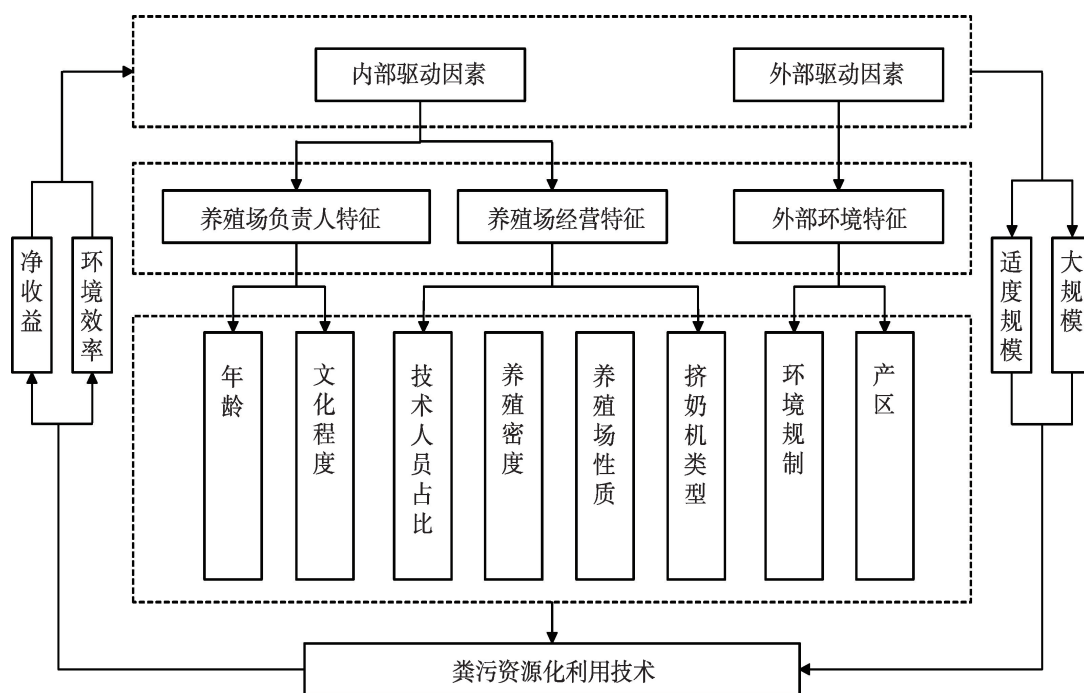 内部驱动因素
外部驱动因素
养殖场负责人特征
养殖场经营特征
外部环境特征
净收益
环境效率
适度规模
大规模
年龄
文化程度
技术人员占比
养殖密度
养殖场性质
挤奶机类型
环境规制
产区
粪污资源化利用技术